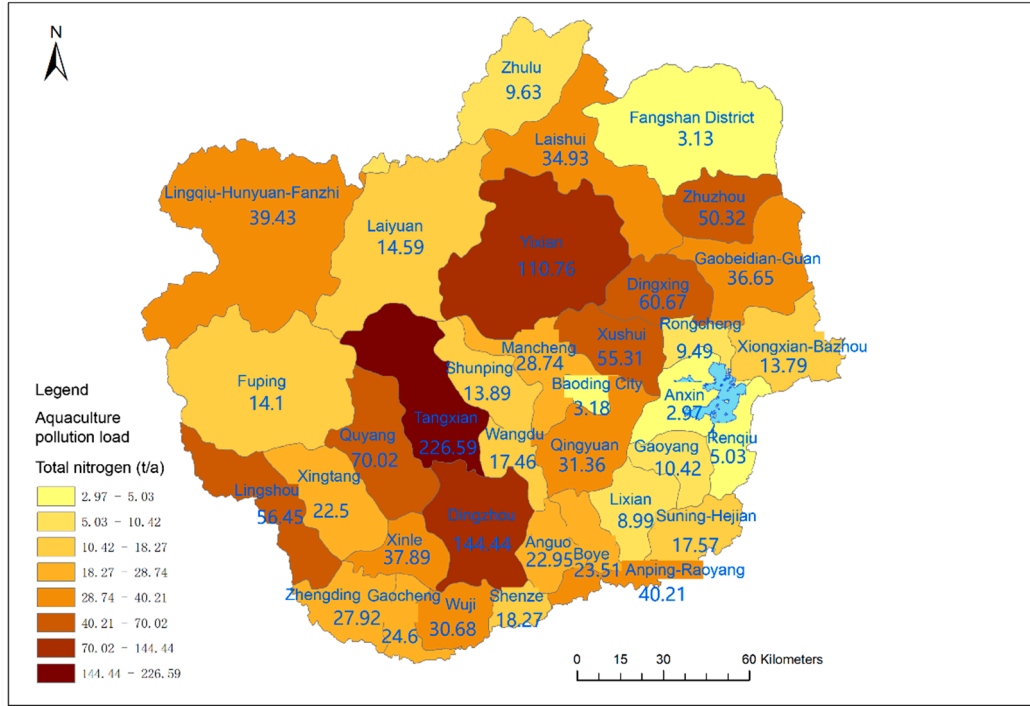 N
Zhulu
9.63
Fangshan District
3.13
Laishui
34.93
Lingqiu-Hunyuan-Fanzhi
39.43
Zhuzhou
50.32
Laiyuan
14.59
Yixian
110.76
Gaobeidian-Guan
36.65
Dingxing
60.67
Rongcheng
9.49
Xushui
55.31
Xiongxian-Bazhou
13.79
Mancheng
28.74
Shunping
13.89
Baoding City
3.18
Anxin
2.97
Fuping
14.1
Tangxian
226.59
Wangdu
17.46
Qingyuan
31.36
Renqiu
5.03
Gaoyang
10.42
Quyang
70.02
Xingtang
22.5
Lingshou
56.45
Lixian
8.99
Suning-Hejian
17.57
Dingzhou
144.44
Xinle
37.89
Anguo
22.95
Boye
23.51
Anping-Raoyang
40.21
Zhengding
27.92
Gaocheng
24.6
Wuji
30.68
Shenze
18.27
Legend
Aquaculture
pollution load
Total nitrogen (t/a)
2.97 - 5.03
5.03 - 10.42
10.42 - 18.27
18.27 - 28.74
28.74 - 40.21
40.21 - 70.02
70.02 - 144.44
144.44 - 226.59
0 15 30 60 Kilometers